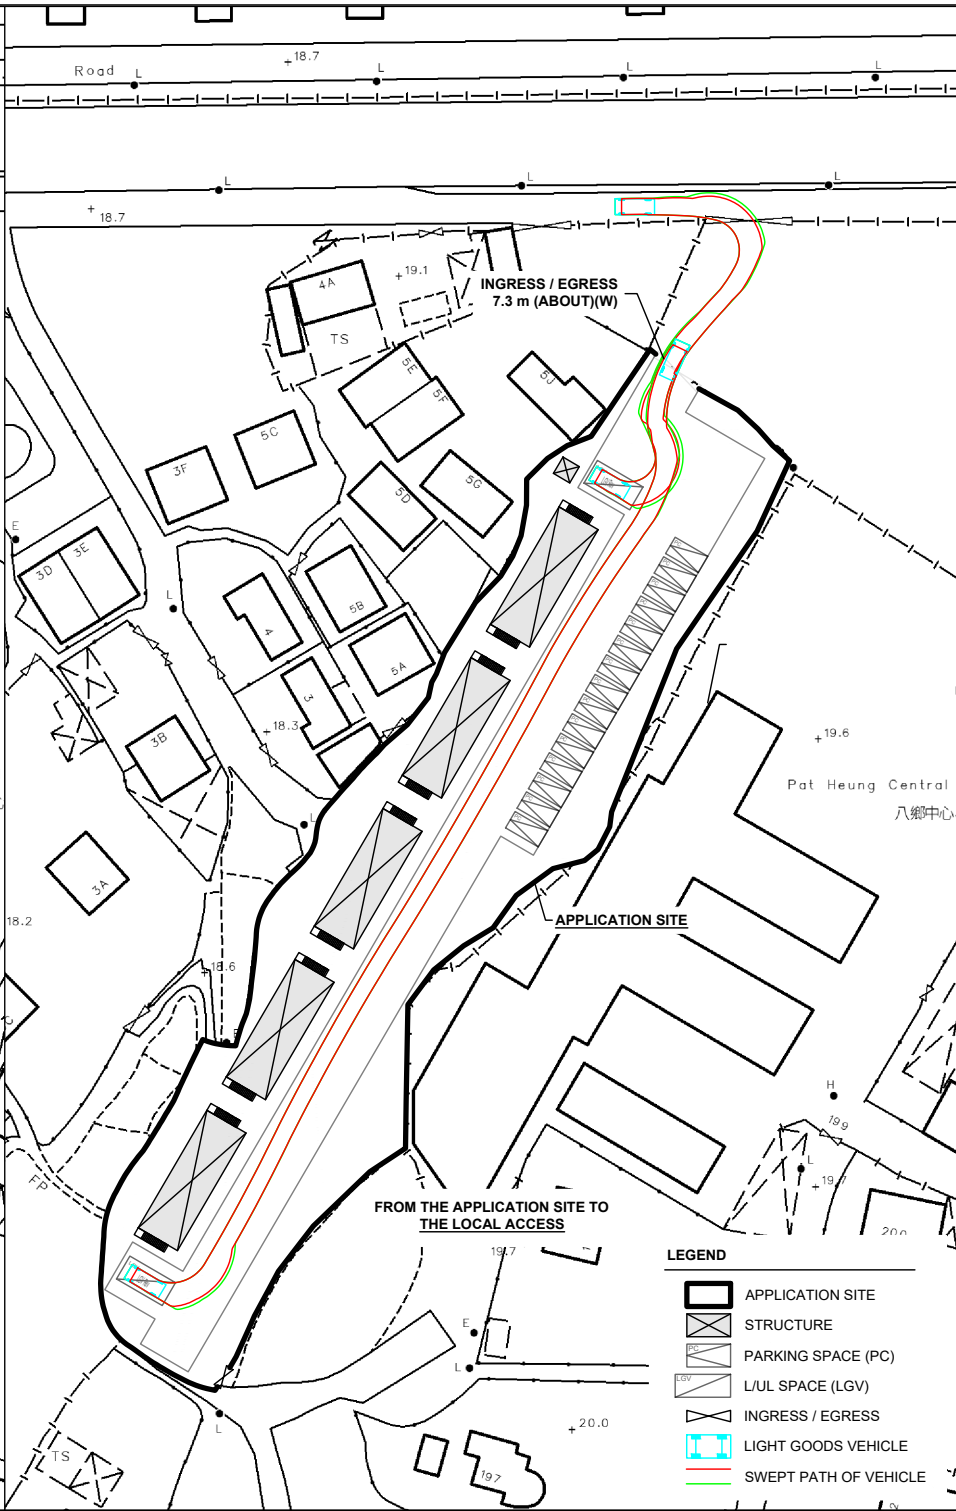 Road
L
L
L
L
18.7
L
L
L
18.7
19.1
4A
INGRESS / EGRESS
7.3 m (ABOUT)(W)
TS
5E
5F
5J
5C
3F
5D
5G
E
3E
3D
L
5B
4
5A
3
18.3
3B
19.6
Pat Heung Central
八鄉中心
L
3A
APPLICATION SITE
18.2
18.6
H
199
FP
L
19.7
FROM THE APPLICATION SITE TO
THE LOCAL ACCESS
200
19.7
LEGEND
APPLICATION SITE
E
STRUCTURE
PC
PARKING SPACE (PC)
L
LGV
L/UL SPACE (LGV)
INGRESS / EGRESS
L
20.0
LIGHT GOODS VEHICLE
TS
197
SWEPT PATH OF VEHICLE